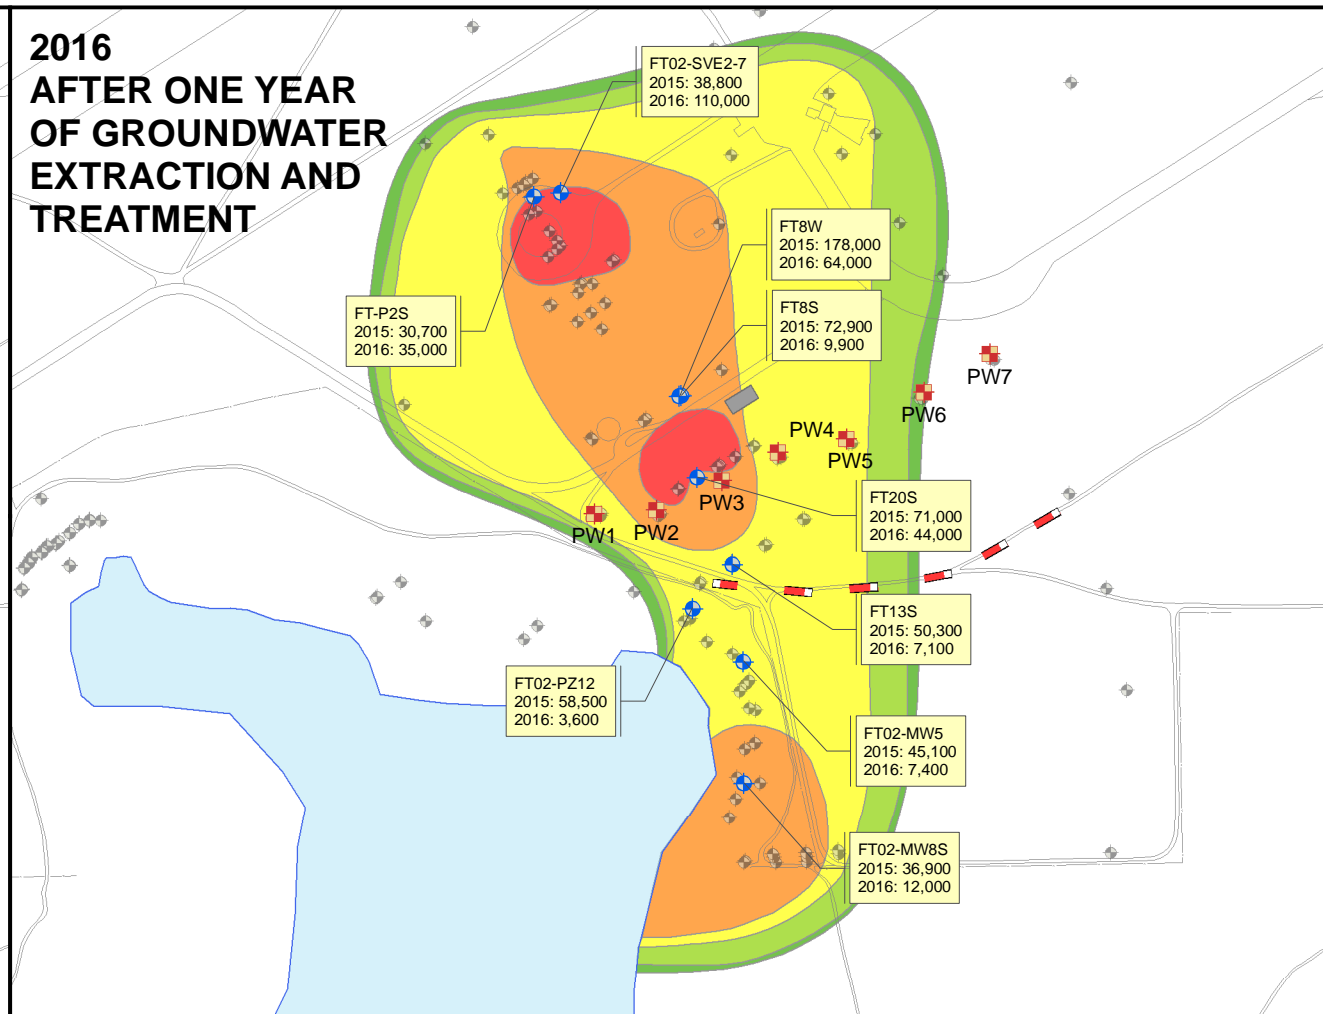 2016
AFTER ONE YEAR
OF GROUNDWATER
EXTRACTION AND
TREATMENT
FT02-SVE2-7
2015: 38,800
2016: 110,000
FT8W
2015: 178,000
2016: 64,000
FT-P2S
2015: 30,700
2016: 35,000
FT8S
2015: 72,900
2016: 9,900
PW7
PW6
PW4
PW5
PW3
PW2
PW1
FT20S
2015: 71,000
2016: 44,000
FT13S
2015: 50,300
2016: 7,100
FT02-PZ12
2015: 58,500
2016: 3,600
FT02-MW5
2015: 45,100
2016: 7,400
FT02-MW8S
2015: 36,900
2016: 12,000